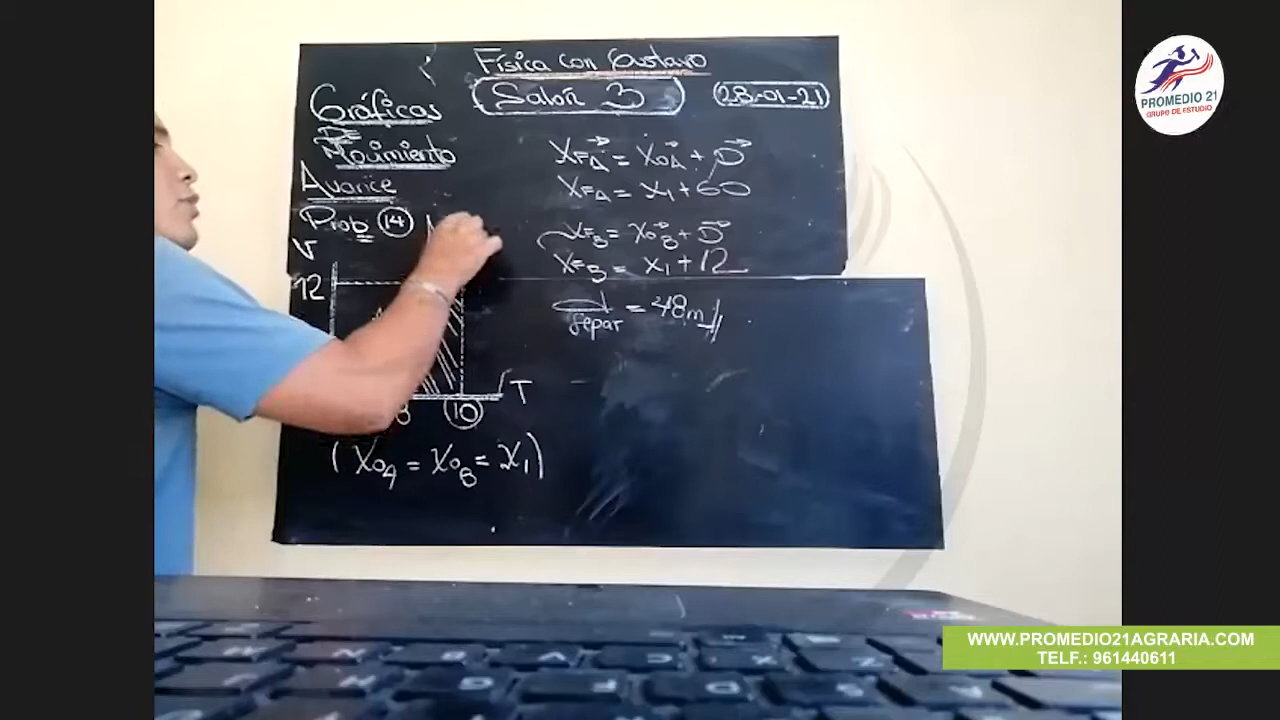 Física con Gustavo
Salón 3
28-01-21
Gráficas
De
Movimiento
Avance
Prob 14
V
12
8
10
T
(X₀A = X₀B = X₁)
XFA = X₀A + D
XFA = X₁ + 60
XFB = X₀B + D
XFB = X₁ + 12
separ = 48m
PROMEDIO 21
GRUPO DE ESTUDIO
WWW.PROMEDIO21AGRARIA.COM
TELF.: 961440611